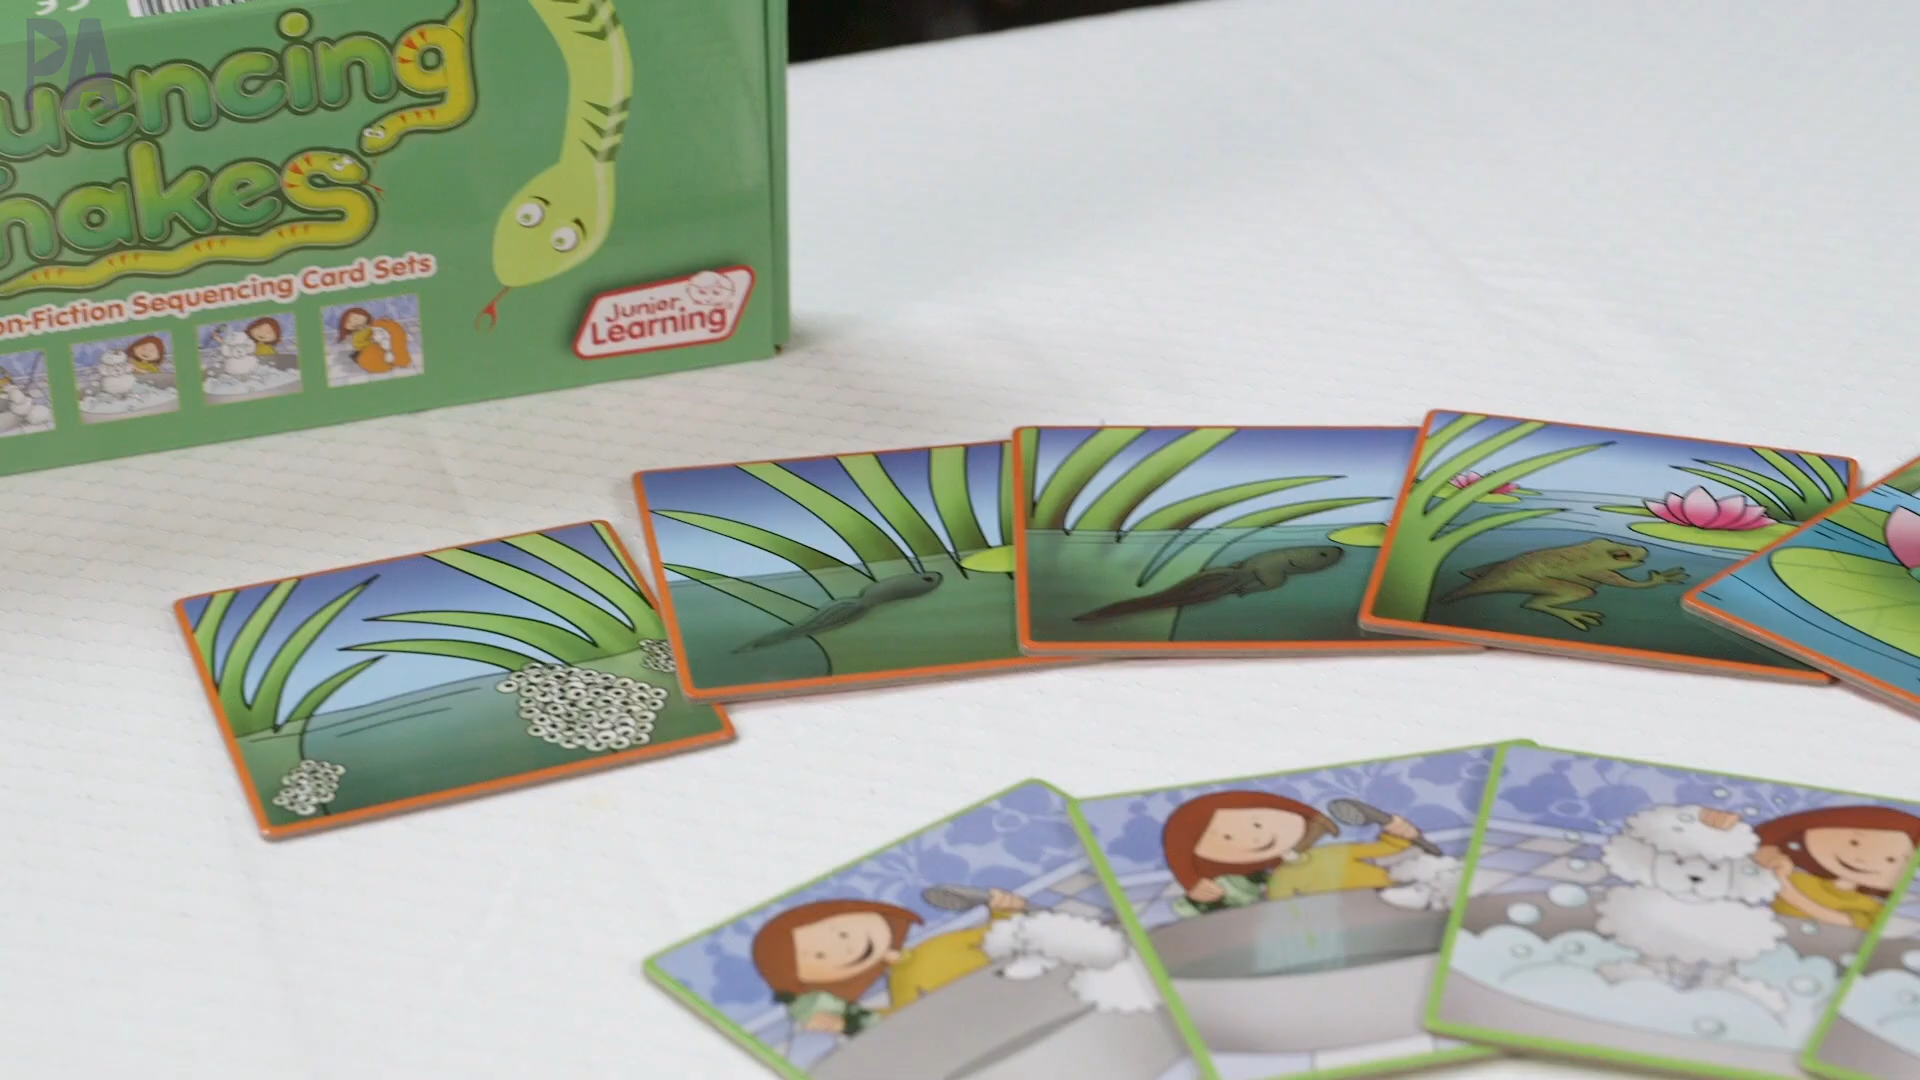 PA
uencing
nakes
on-Fiction Sequencing Card Sets
Junior
Learning